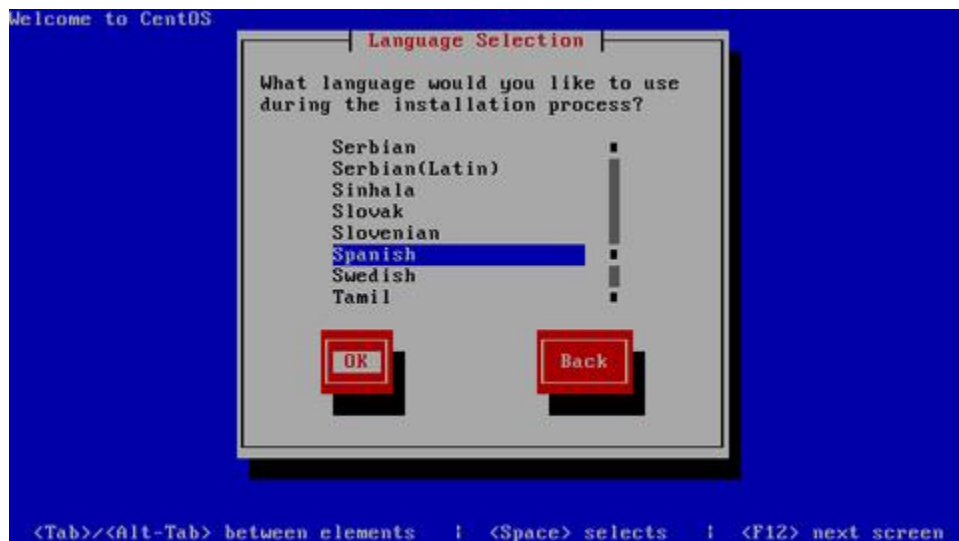 Welcome to CentOS
Language Selection
What language would you like to use
during the installation process?
Serbian
Serbian(Latin)
Sinhala
Slovak
Slovenian
Spanish
Swedish
Tamil
OK Back
<Tab>/<Alt-Tab> between elements | <Space> selects | <F12> next screen